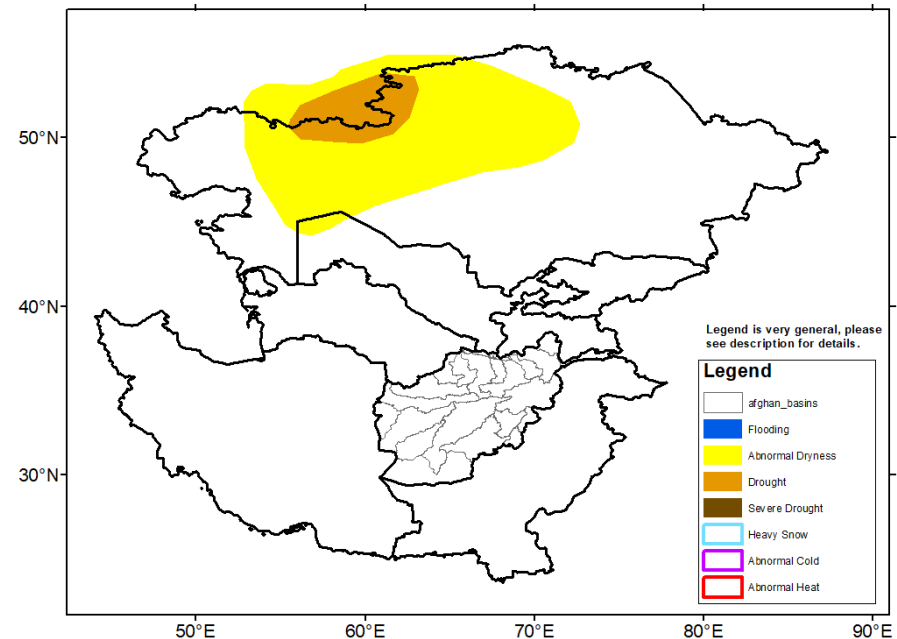 50°N
40°N
30°N
Legend is very general, please
see description for details.
Legend
afghan_basins
Flooding
Abnormal Dryness
Drought
Severe Drought
Heavy Snow
Abnormal Cold
Abnormal Heat
50°E
60°E
70°E
80°E
90°E